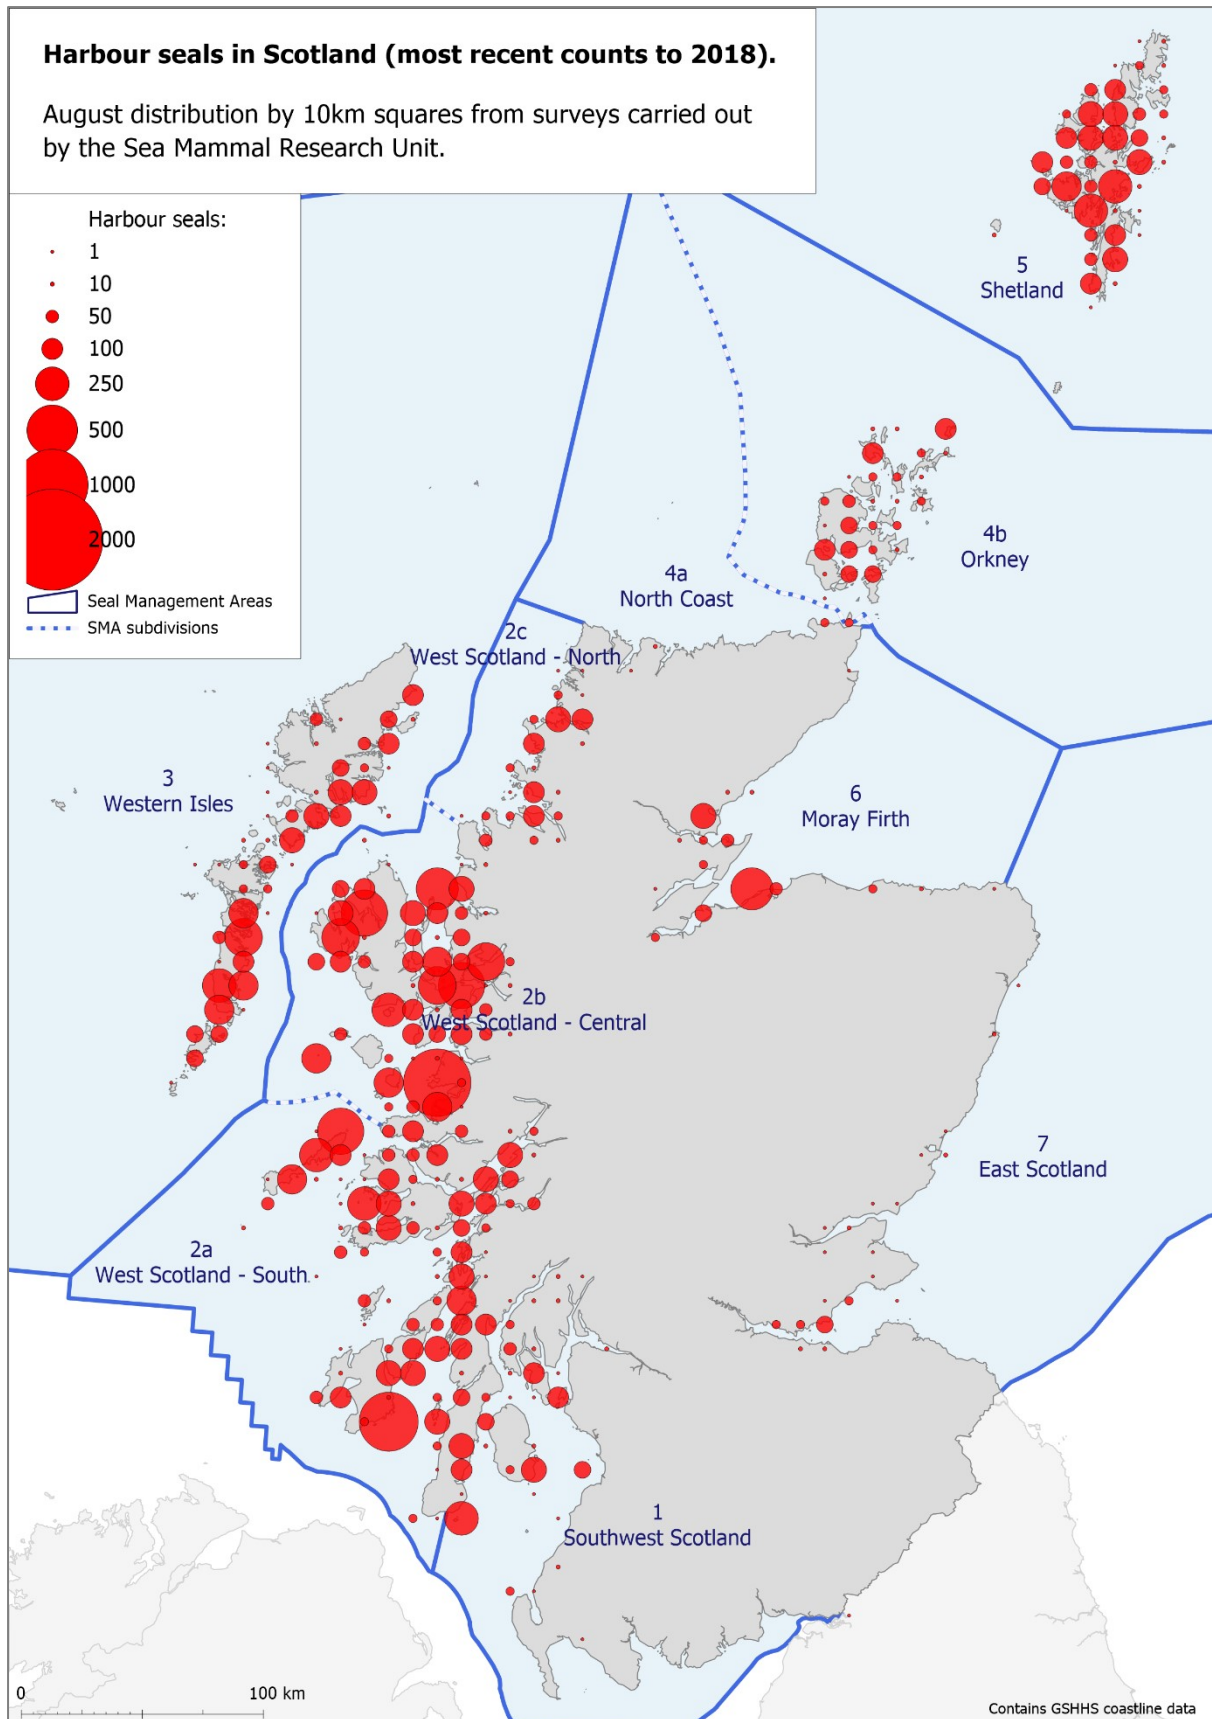 Harbour seals in Scotland (most recent counts to 2018).
August distribution by 10km squares from surveys carried out
by the Sea Mammal Research Unit.
Harbour seals:
1
10
50
100
250
500
1000
2000
Seal Management Areas
SMA subdivisions
5
Shetland
4b
Orkney
4a
North Coast
2c
West Scotland - North
3
Western Isles
6
Moray Firth
2b
West Scotland - Central
7
East Scotland
2a
West Scotland - South
1
Southwest Scotland
0
100 km
Contains GSHHS coastline data